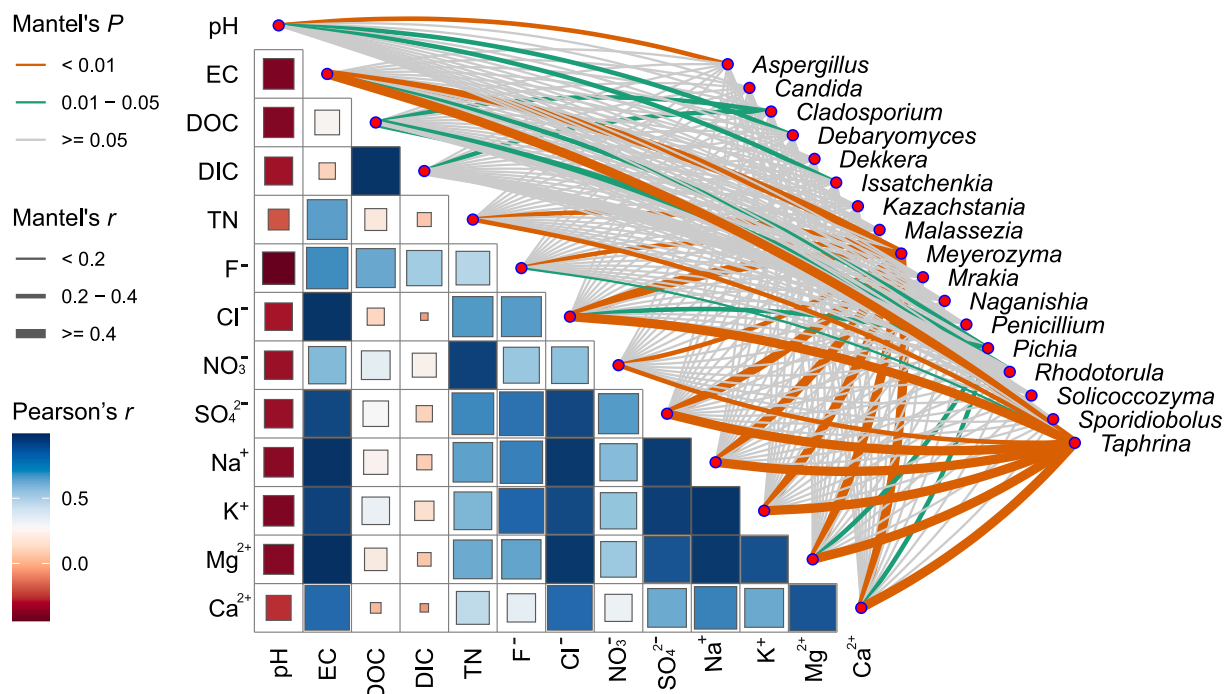 Mantel's P
< 0.01
0.01 – 0.05
>= 0.05
Mantel's r
< 0.2
0.2 – 0.4
>= 0.4
Pearson's r
0.5
0.0
pH
EC
DOC
DIC
TN
F⁻
Cl⁻
NO₃⁻
SO₄²⁻
Na⁺
K⁺
Mg²⁺
Ca²⁺
Aspergillus
Candida
Cladosporium
Debaryomyces
Dekkera
Issatchenkia
Kazachstania
Malassezia
Meyerozyma
Mrakia
Naganishia
Penicillium
Pichia
Rhodotorula
Solicoccozyma
Sporidiobolus
Taphrina
pH
EC
DOC
DIC
TN
F⁻
Cl⁻
NO₃⁻
SO₄²⁻
Na⁺
K⁺
Mg²⁺
Ca²⁺